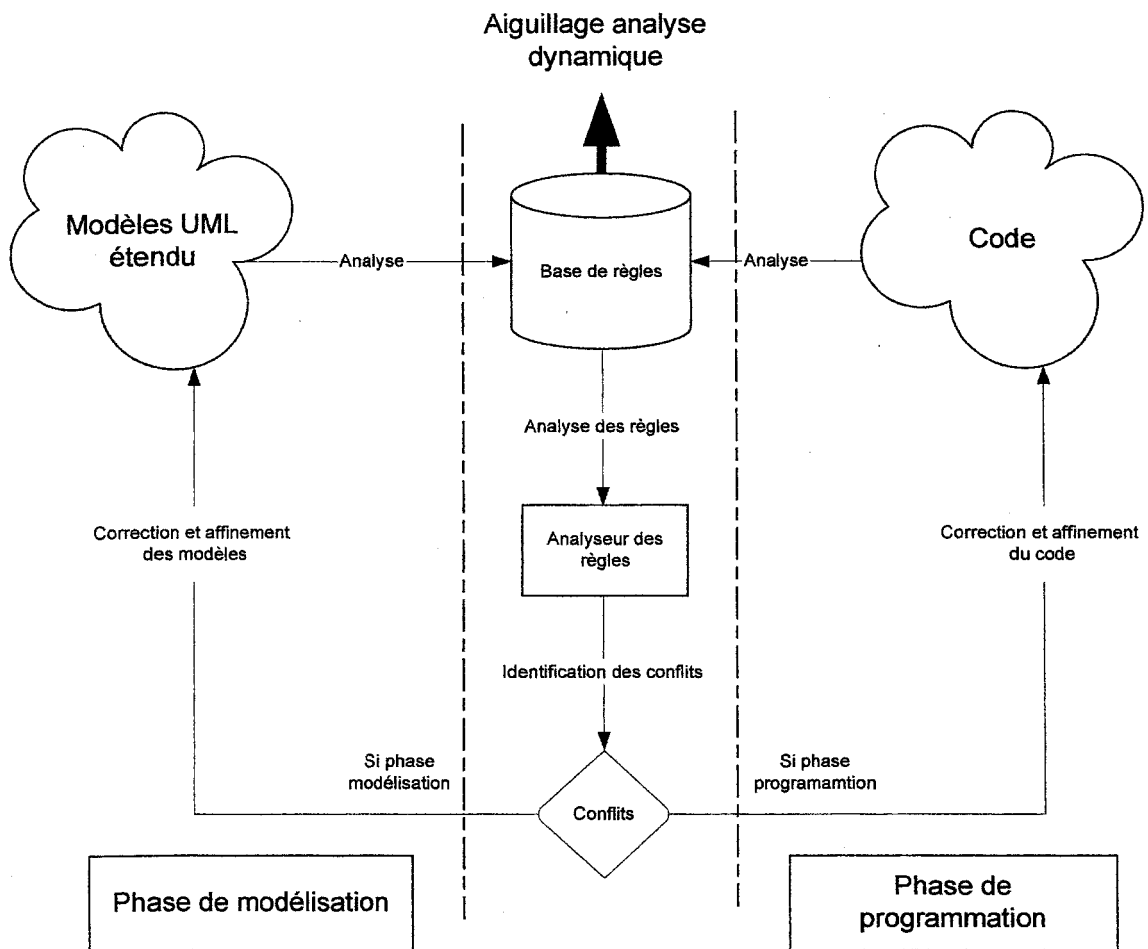 Aiguillage analyse
dynamique
Modèles UML
étendu
Analyse
Base de règles
Analyse
Code
Analyse des règles
Correction et affinement
des modèles
Analyseur des
règles
Correction et affinement
du code
Identification des conflits
Si phase
modélisation
Si phase
programamtion
Conflits
Phase de modélisation
Phase de
programmation